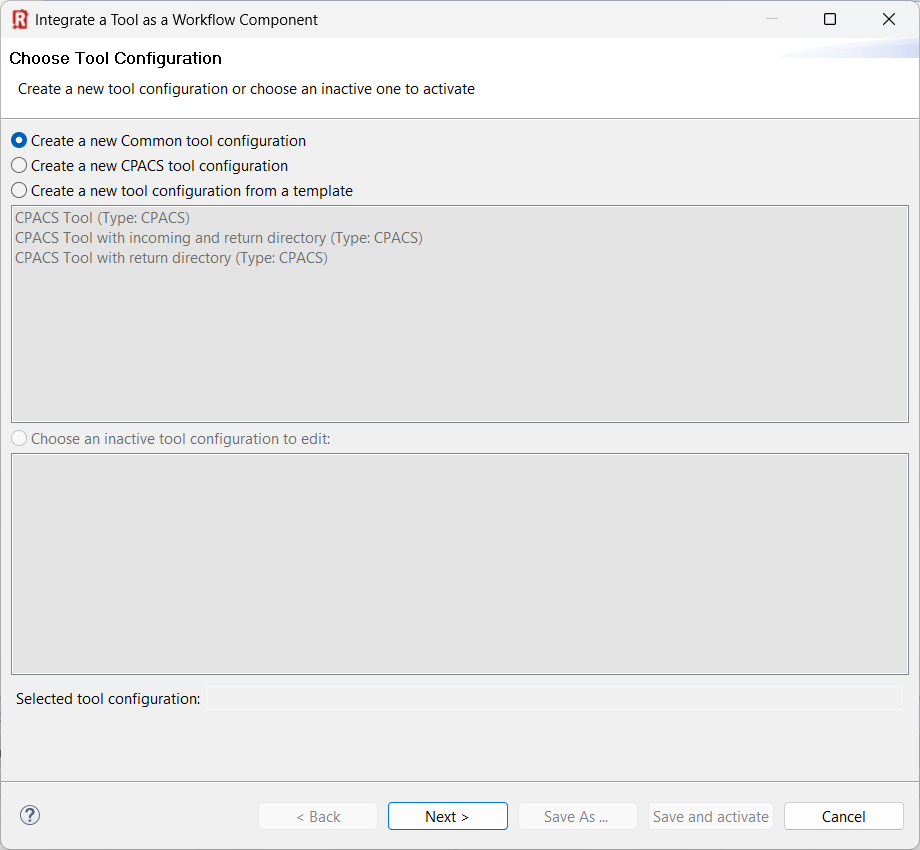 Integrate a Tool as a Workflow Component
Choose Tool Configuration
Create a new tool configuration or choose an inactive one to activate
Create a new Common tool configuration
Create a new CPACS tool configuration
Create a new tool configuration from a template
CPACS Tool (Type: CPACS)
CPACS Tool with incoming and return directory (Type: CPACS)
CPACS Tool with return directory (Type: CPACS)
Choose an inactive tool configuration to edit:
Selected tool configuration:
? < Back Next > Save As ... Save and activate Cancel